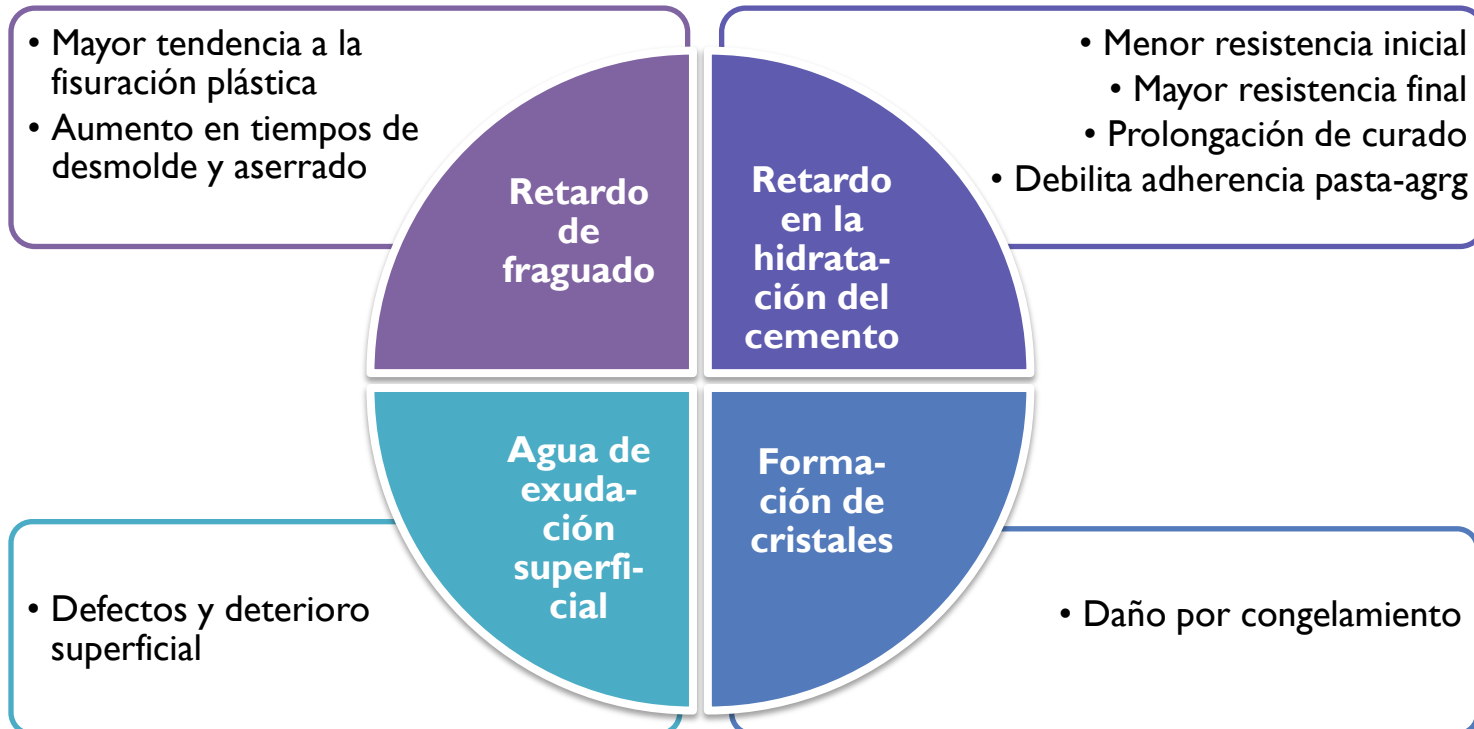 • Mayor tendencia a la
fisuración plástica
• Aumento en tiempos de
desmolde y aserrado
• Menor resistencia inicial
• Mayor resistencia final
• Prolongación de curado
• Debilita adherencia pasta-agrg
Retardo
de
fraguado
Retardo
en la
hidrata-
ción del
cemento
Agua de
exuda-
ción
superfi-
cial
Forma-
ción de
cristales
• Defectos y deterioro
superficial
• Daño por congelamiento